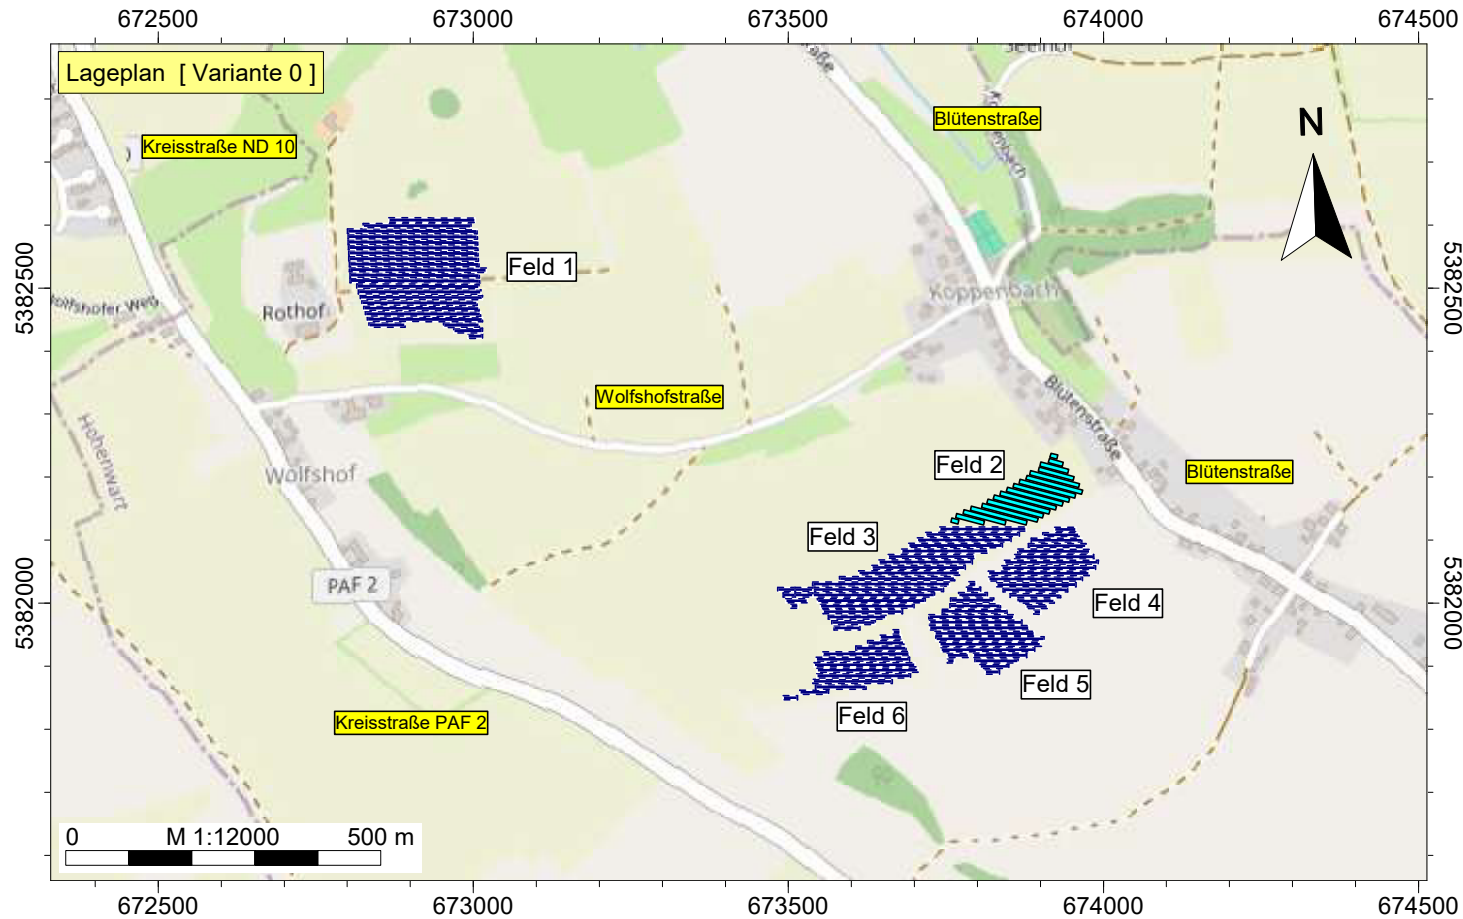 672500 673000 673500 674000 674500
Lageplan [ Variante 0 ]
Blütenstraße
Kreisstraße ND 10
N
Feld 1
5382500
5382500
Koppenbach
Rothof
Wolfshofstraße
Blütenstraße
Hohenwart
Wolfshof
Feld 2
Blütenstraße
Feld 3
PAF 2
5382000
5382000
Feld 4
Feld 5
Feld 6
Kreisstraße PAF 2
0 M 1:12000 500 m
672500 673000 673500 674000 674500